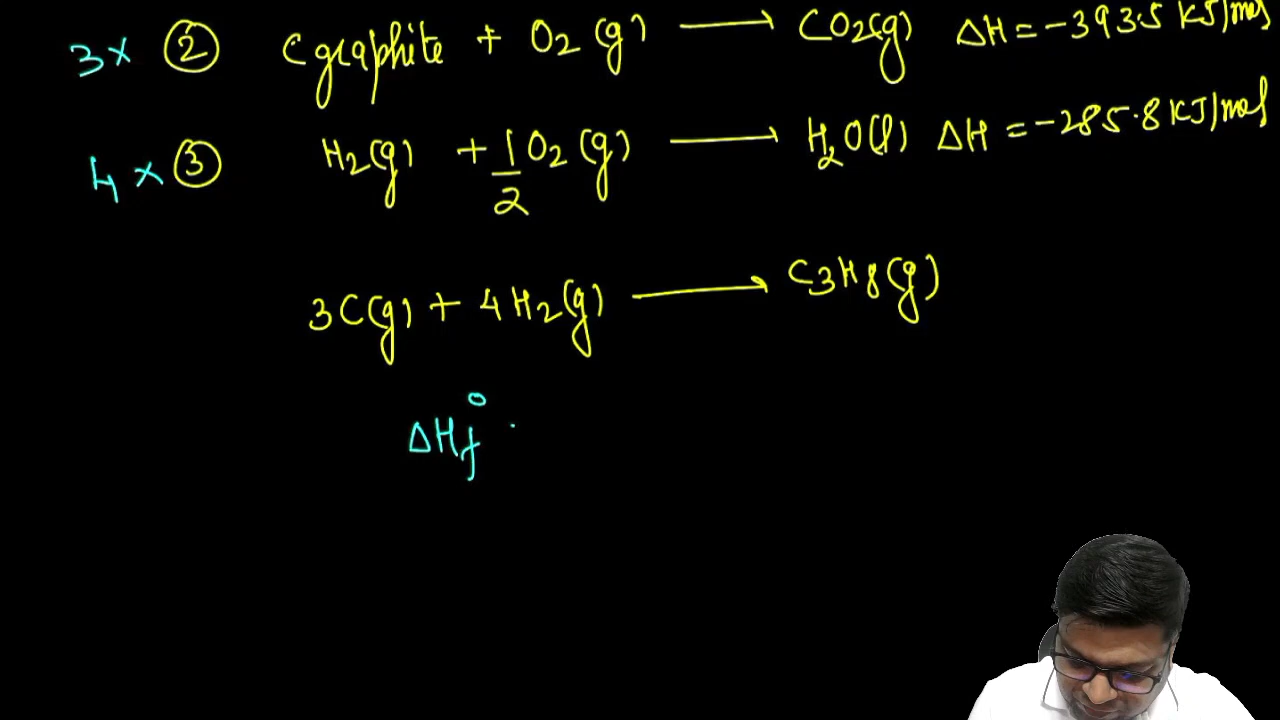 3 × ② C graphite + O2 (g) ⟶ CO2(g) ΔH = -393.5 KJ/mol
4 × ③ H2(g) + 1/2 O2 (g) ⟶ H2O(l) ΔH = -285.8 KJ/mol
3C(g) + 4H2(g) ⟶ C3H8(g)
ΔHf°